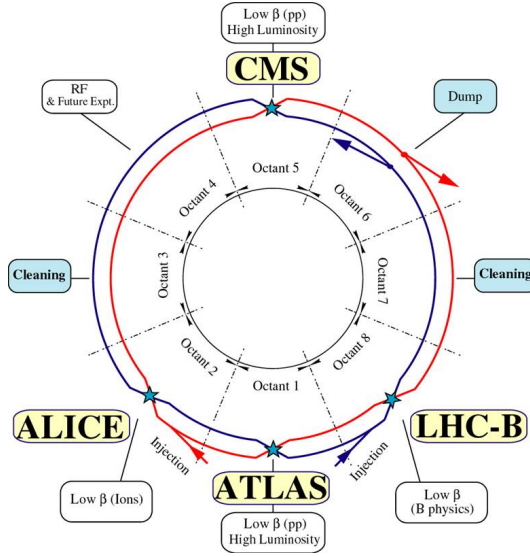 Low β (pp)
High Luminosity
CMS
RF
& Future Expt.
Dump
Octant 5
Octant 4
Octant 6
Cleaning
Octant 3
Octant 7
Cleaning
Octant 2
Octant 8
Octant 1
ALICE
LHC-B
Injection
Injection
ATLAS
Low β (Ions)
Low β
(B physics)
Low β (pp)
High Luminosity